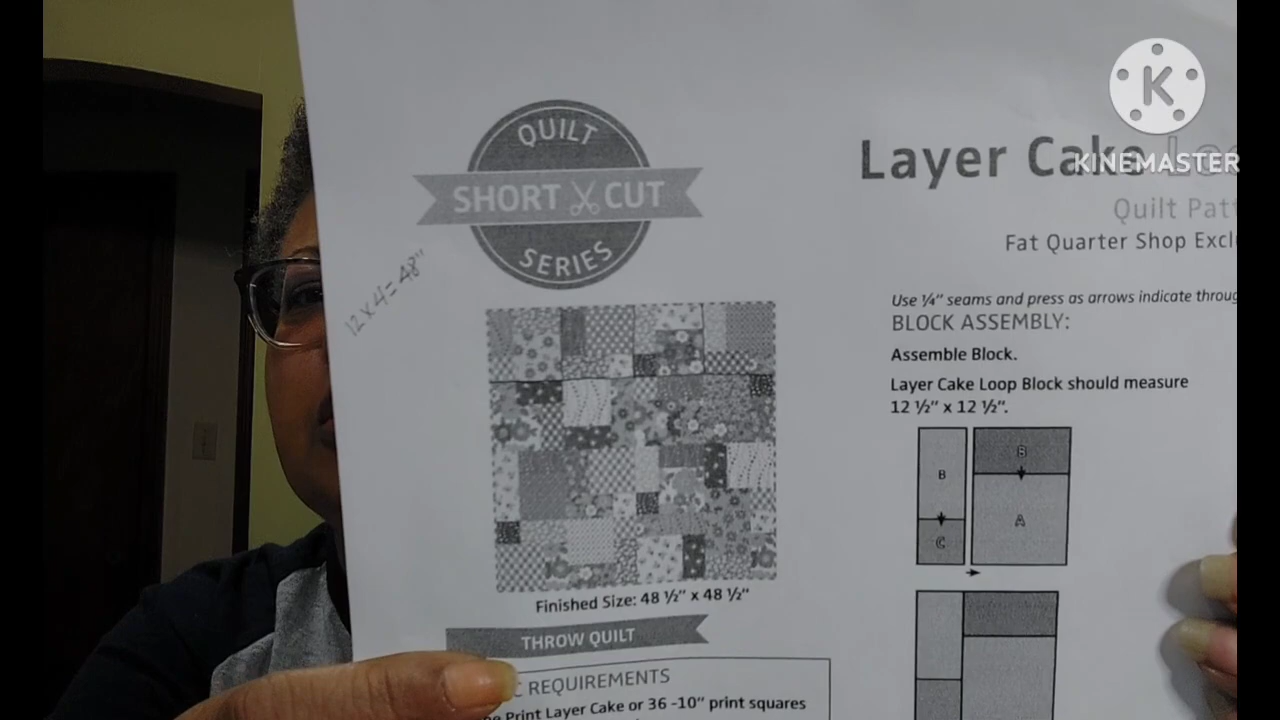 QUILT
SHORT CUT
SERIES
12 x 4 = 48"
Finished Size: 48 ½" x 48 ½"
THROW QUILT
REQUIREMENTS
Print Layer Cake or 36 -10" print squares
K
KINEMASTER
Layer Cake
Quilt
Fat Quarter Shop
Use ¼" seams and press as arrows indicate
BLOCK ASSEMBLY:
Assemble Block.
Layer Cake Loop Block should measure
12 ½" x 12 ½".
B
B
A
C